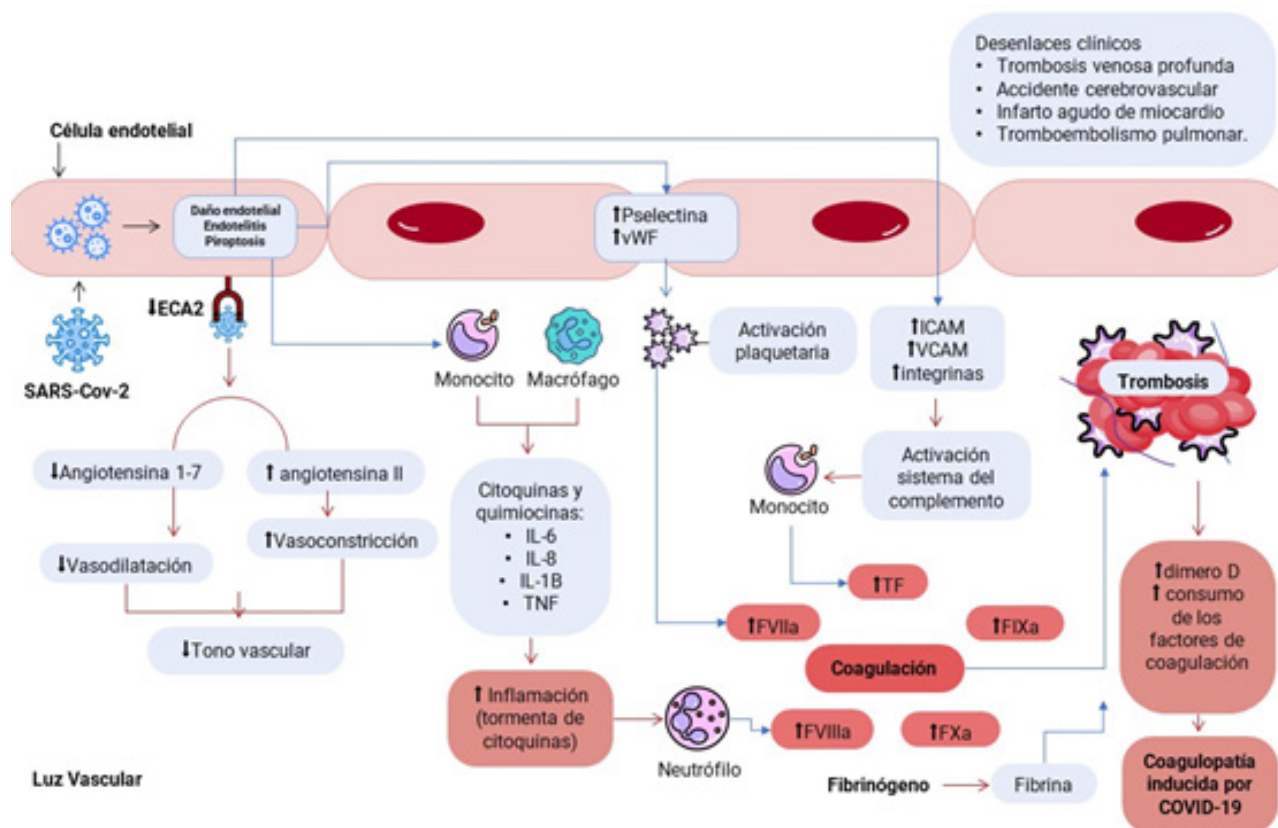 Desenlaces clínicos
• Trombosis venosa profunda
• Accidente cerebrovascular
• Infarto agudo de miocardio
• Tromboembolismo pulmonar.
Célula endotelial
Daño endotelial
Endotelitis
Piroptosis
⬆Pselectina
⬆vWF
⬇ECA2
SARS-Cov-2
Monocito
Macrófago
Activación
plaquetaria
⬆ICAM
⬆VCAM
⬆integrinas
Trombosis
⬇Angiotensina 1-7
⬆ angiotensina II
Citoquinas y
quimiocinas:
• IL-6
• IL-8
• IL-1B
• TNF
Activación
sistema del
complemento
Monocito
⬇Vasodilatación
⬆Vasoconstricción
⬇Tono vascular
⬆TF
⬆FVIIa
⬆FIXa
Coagulación
⬆dimero D
⬆ consumo
de los
factores de
coagulación
⬆ Inflamación
(tormenta de
citoquinas)
Neutrófilo
⬆FVIIIa
⬆FXa
Luz Vascular
Fibrinógeno
Fibrina
Coagulopatía
inducida por
COVID-19